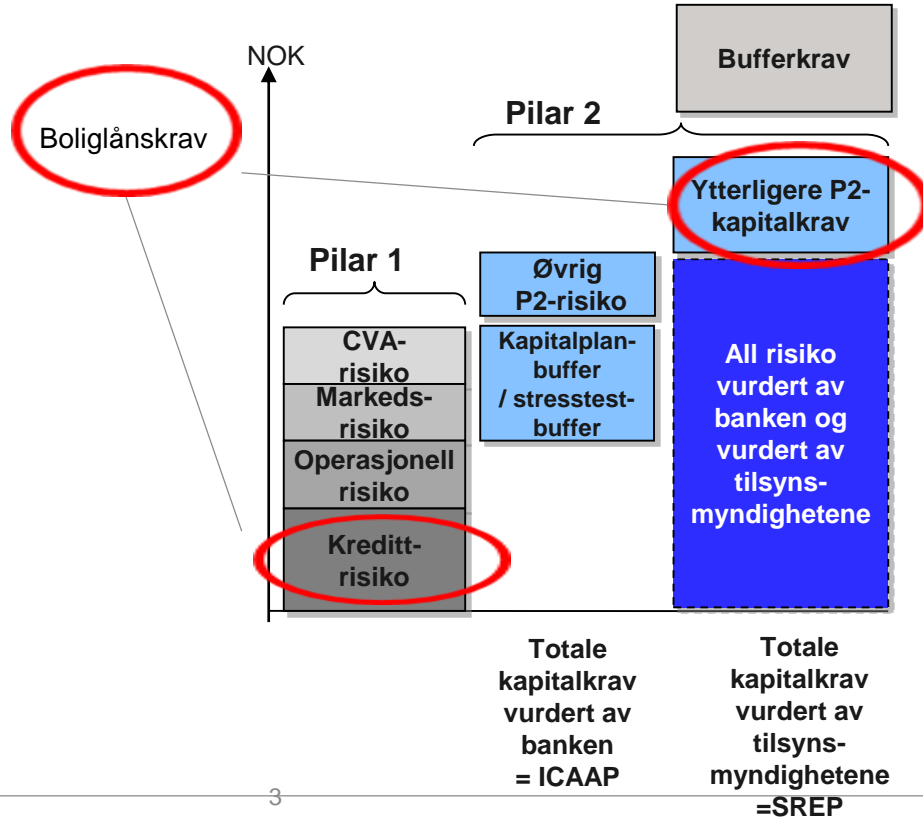 NOK
Boliglånskrav
Bufferkrav
Pilar 2
Ytterligere P2-
kapitalkrav
Pilar 1
Øvrig
P2-risiko
CVA-
risiko
Markeds-
risiko
Operasjonell
risiko
Kreditt-
risiko
Kapitalplan-
buffer
/ stresstest-
buffer
All risiko
vurdert av
banken og
vurdert av
tilsyns-
myndighetene
Totale
kapitalkrav
vurdert av
banken
= ICAAP
Totale
kapitalkrav
vurdert av
tilsyns-
myndighetene
=SREP
3